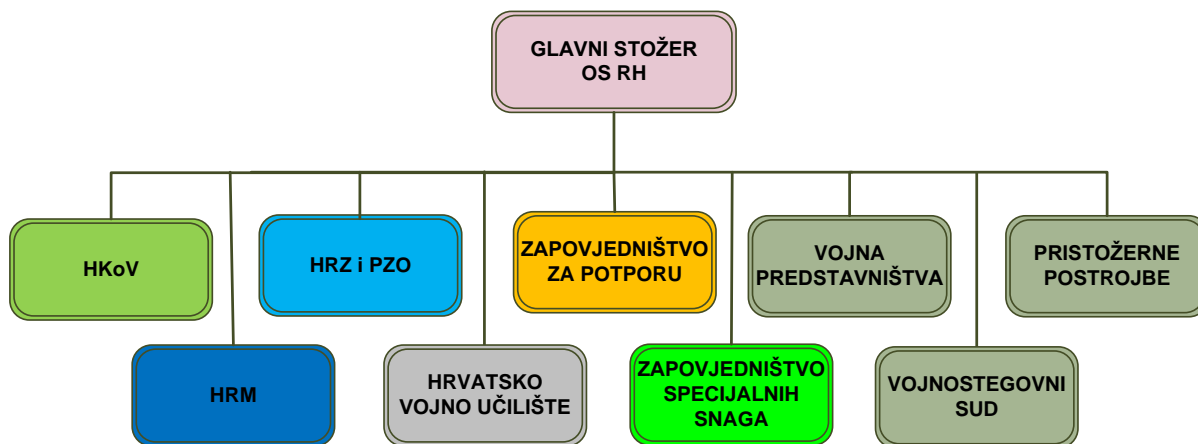 GLAVNI STOŽER
OS RH
HKoV
HRZ i PZO
ZAPOVJEDNIŠTVO
ZA POTPORU
VOJNA
PREDSTAVNIŠTVA
PRISTOŽERNE
POSTROJBE
HRM
HRVATSKO
VOJNO UČILIŠTE
ZAPOVJEDNIŠTVO
SPECIJALNIH
SNAGA
VOJNOSTEGOVNI
SUD